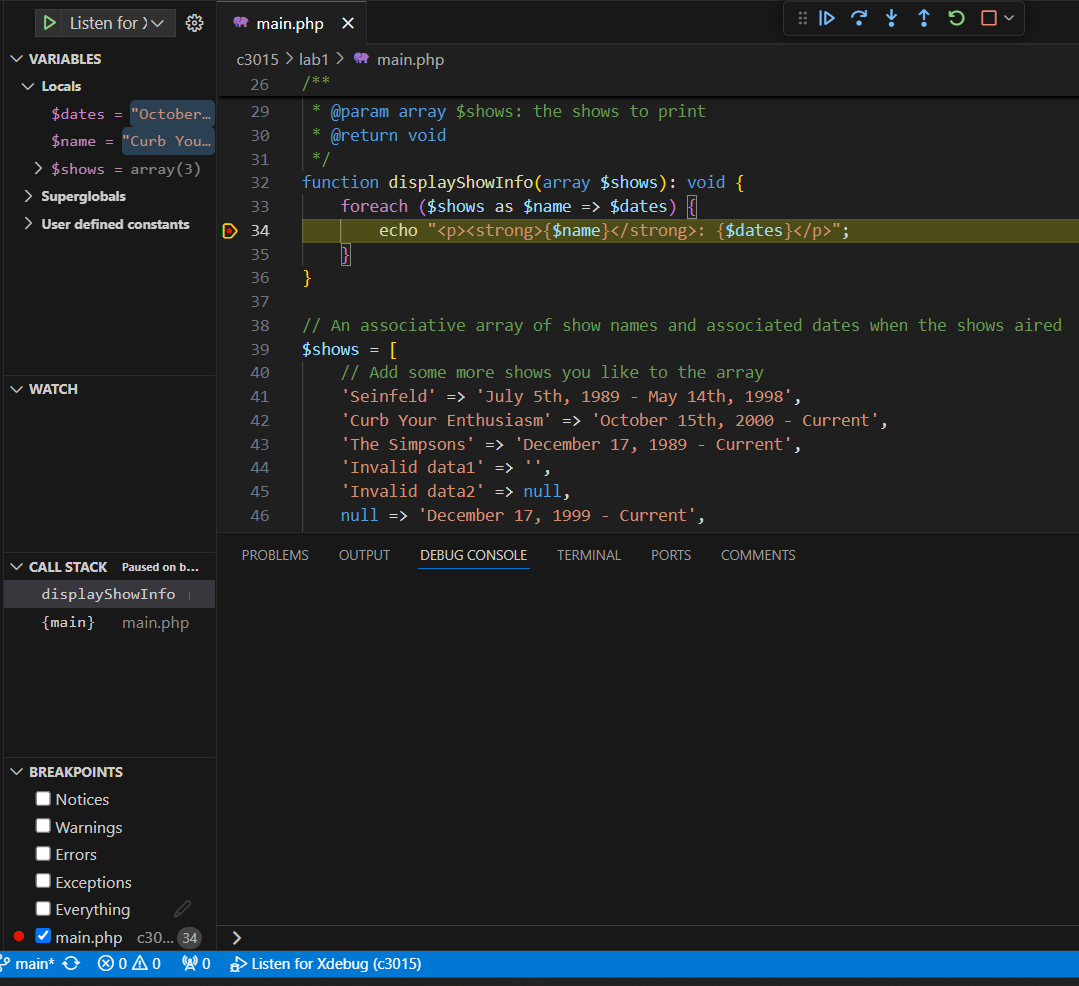 Listen for X
main.php
c3015 > lab1 > main.php
VARIABLES
Locals
$dates = "October…
$name = "Curb You…
$shows = array(3)
Superglobals
User defined constants
WATCH
CALL STACK Paused on b…
displayShowInfo
{main} main.php
BREAKPOINTS
Notices
Warnings
Errors
Exceptions
Everything
main.php c30… 34
26 /**
29 * @param array $shows: the shows to print
30 * @return void
31 */
32 function displayShowInfo(array $shows): void {
33 foreach ($shows as $name => $dates) {
34 echo "<p><strong>{$name}</strong>: {$dates}</p>";
35 }
36 }
37
38 // An associative array of show names and associated dates when the shows aired
39 $shows = [
40 // Add some more shows you like to the array
41 'Seinfeld' => 'July 5th, 1989 - May 14th, 1998',
42 'Curb Your Enthusiasm' => 'October 15th, 2000 - Current',
43 'The Simpsons' => 'December 17, 1989 - Current',
44 'Invalid data1' => '',
45 'Invalid data2' => null,
46 null => 'December 17, 1999 - Current',
PROBLEMS OUTPUT DEBUG CONSOLE TERMINAL PORTS COMMENTS
>
main* 0 0 0 Listen for Xdebug (c3015)